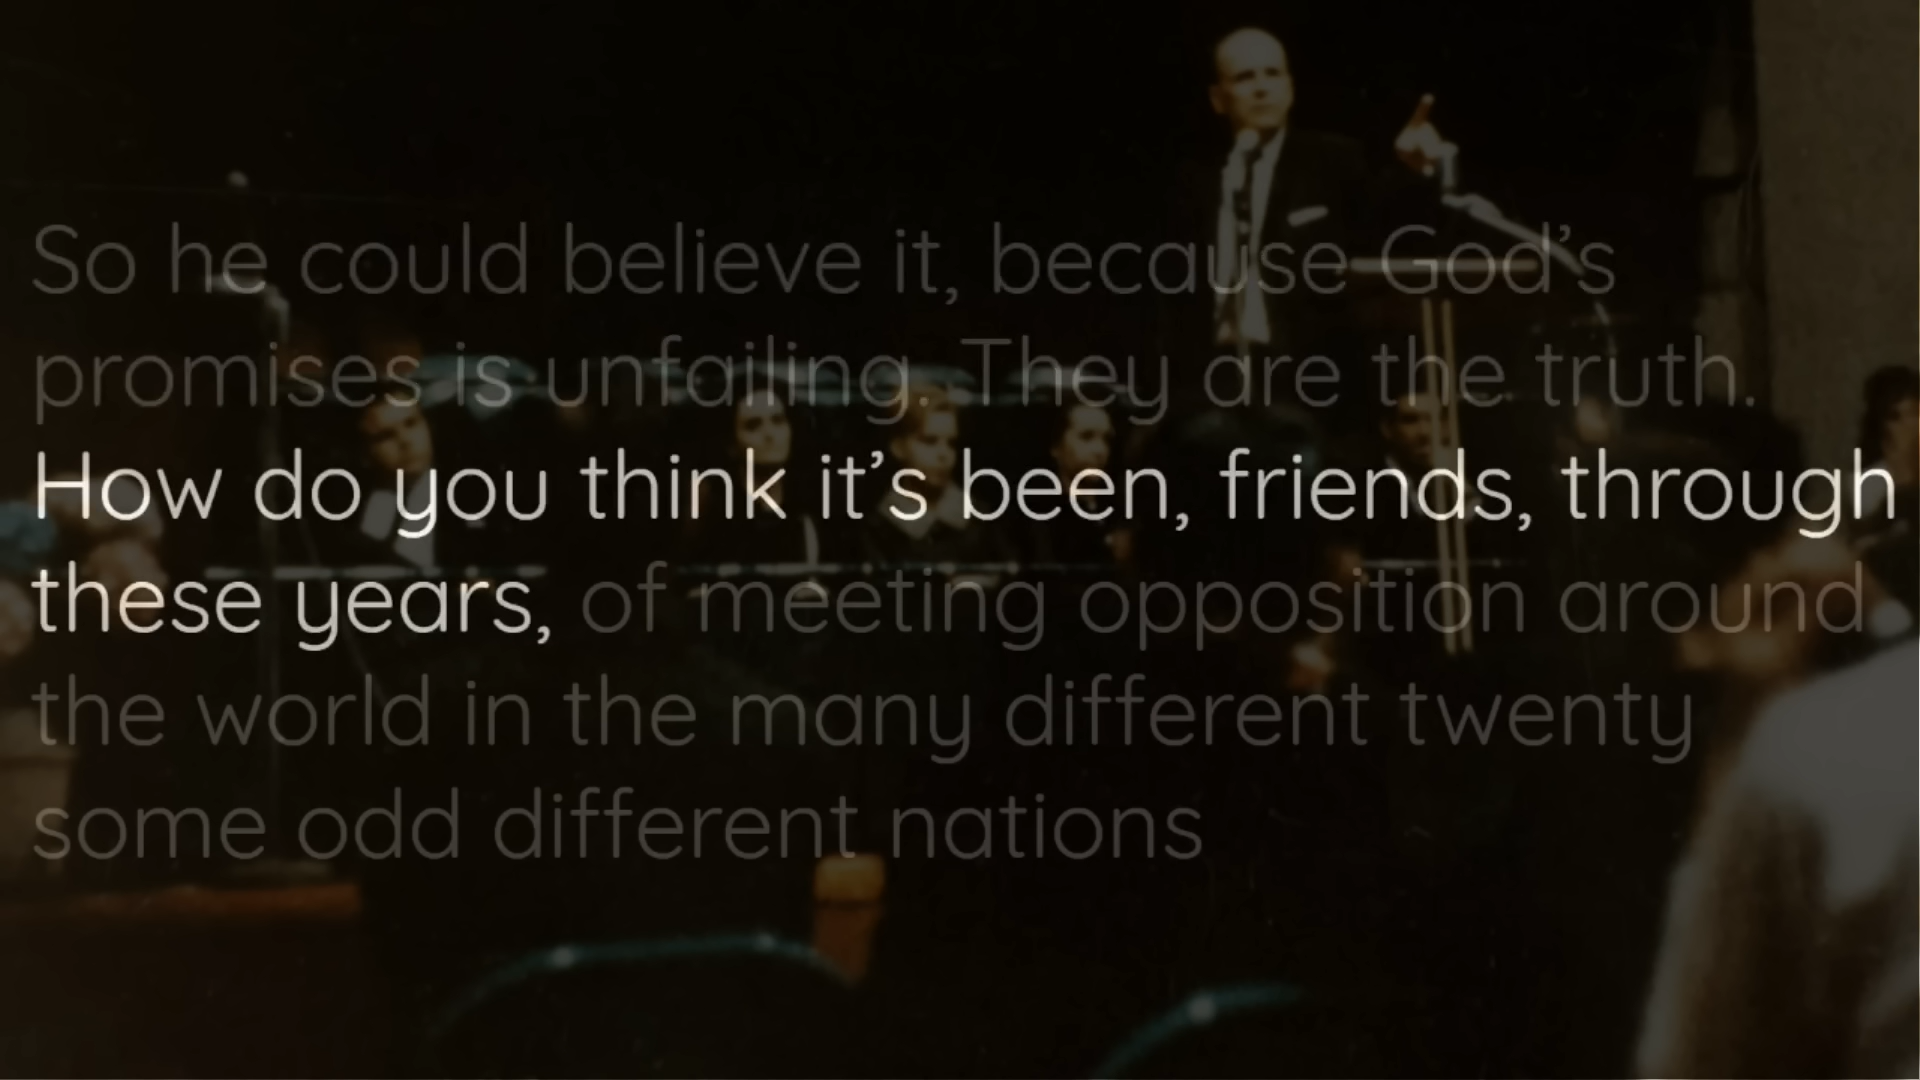 So he could believe it, because God’s
promises is unfailing. They are the truth.
How do you think it’s been, friends, through
these years, of meeting opposition around
the world in the many different twenty
some odd different nations